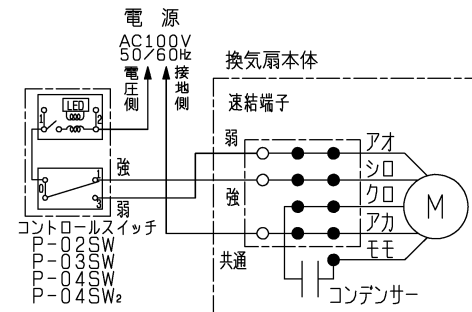 電 源
AC100V
50/60Hz
電圧側
接地側
換気扇本体
速結端子
LED
1
2
弱
アオ
強
1
シロ
0
強
クロ
M
3
弱
アカ
コントロールスイッチ
共通
モモ
P-02SW
P-03SW
P-04SW
P-04SW₂
コンデンサー